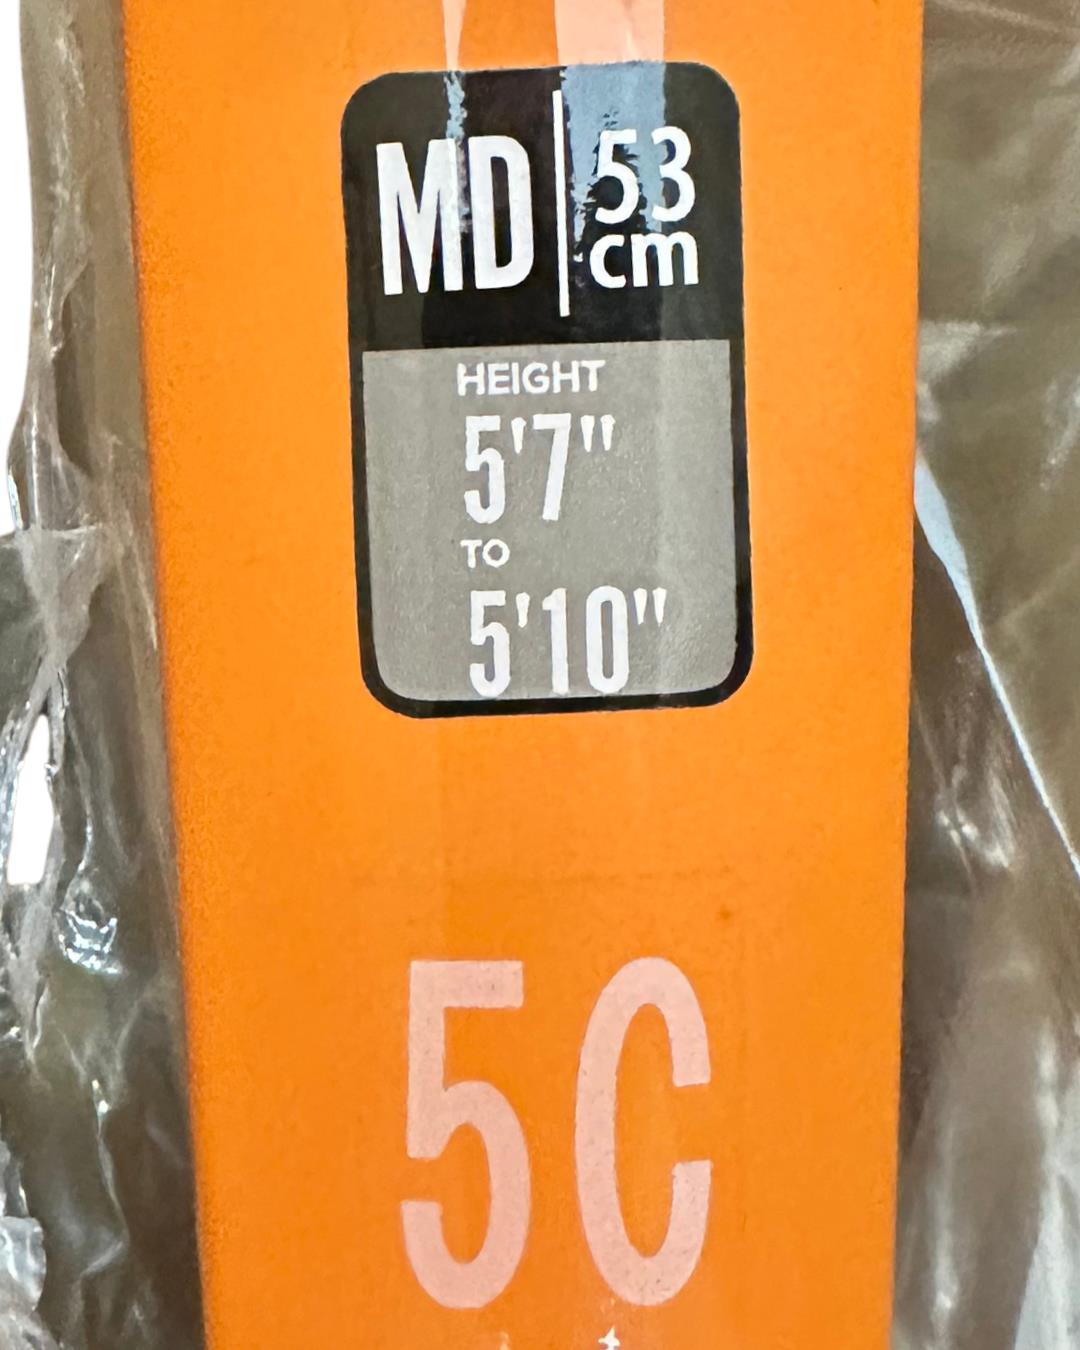 MD | 53
cm
HEIGHT
5'7"
TO
5'10"
5C